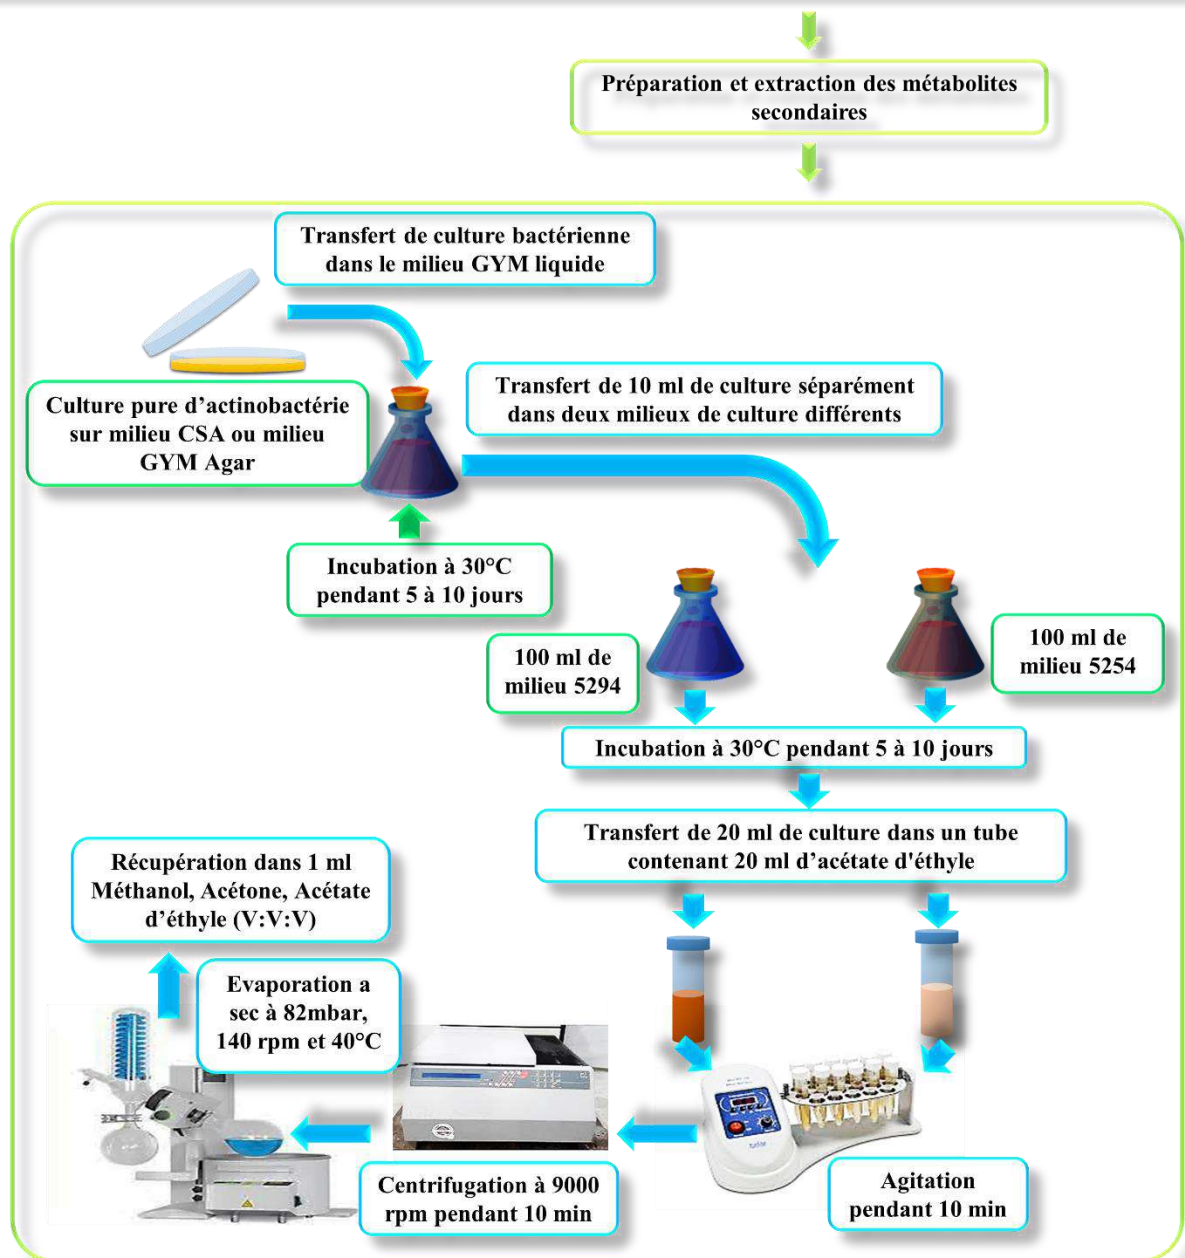 Préparation et extraction des métabolites
secondaires
Transfert de culture bactérienne
dans le milieu GYM liquide
Culture pure d’actinobactérie
sur milieu CSA ou milieu
GYM Agar
Transfert de 10 ml de culture séparément
dans deux milieux de culture différents
Incubation à 30°C
pendant 5 à 10 jours
100 ml de
milieu 5294
100 ml de
milieu 5254
Incubation à 30°C pendant 5 à 10 jours
Transfert de 20 ml de culture dans un tube
contenant 20 ml d’acétate d'éthyle
Récupération dans 1 ml
Méthanol, Acétone, Acétate
d’éthyle (V:V:V)
Evaporation a
sec à 82mbar,
140 rpm et 40°C
Centrifugation à 9000
rpm pendant 10 min
Agitation
pendant 10 min